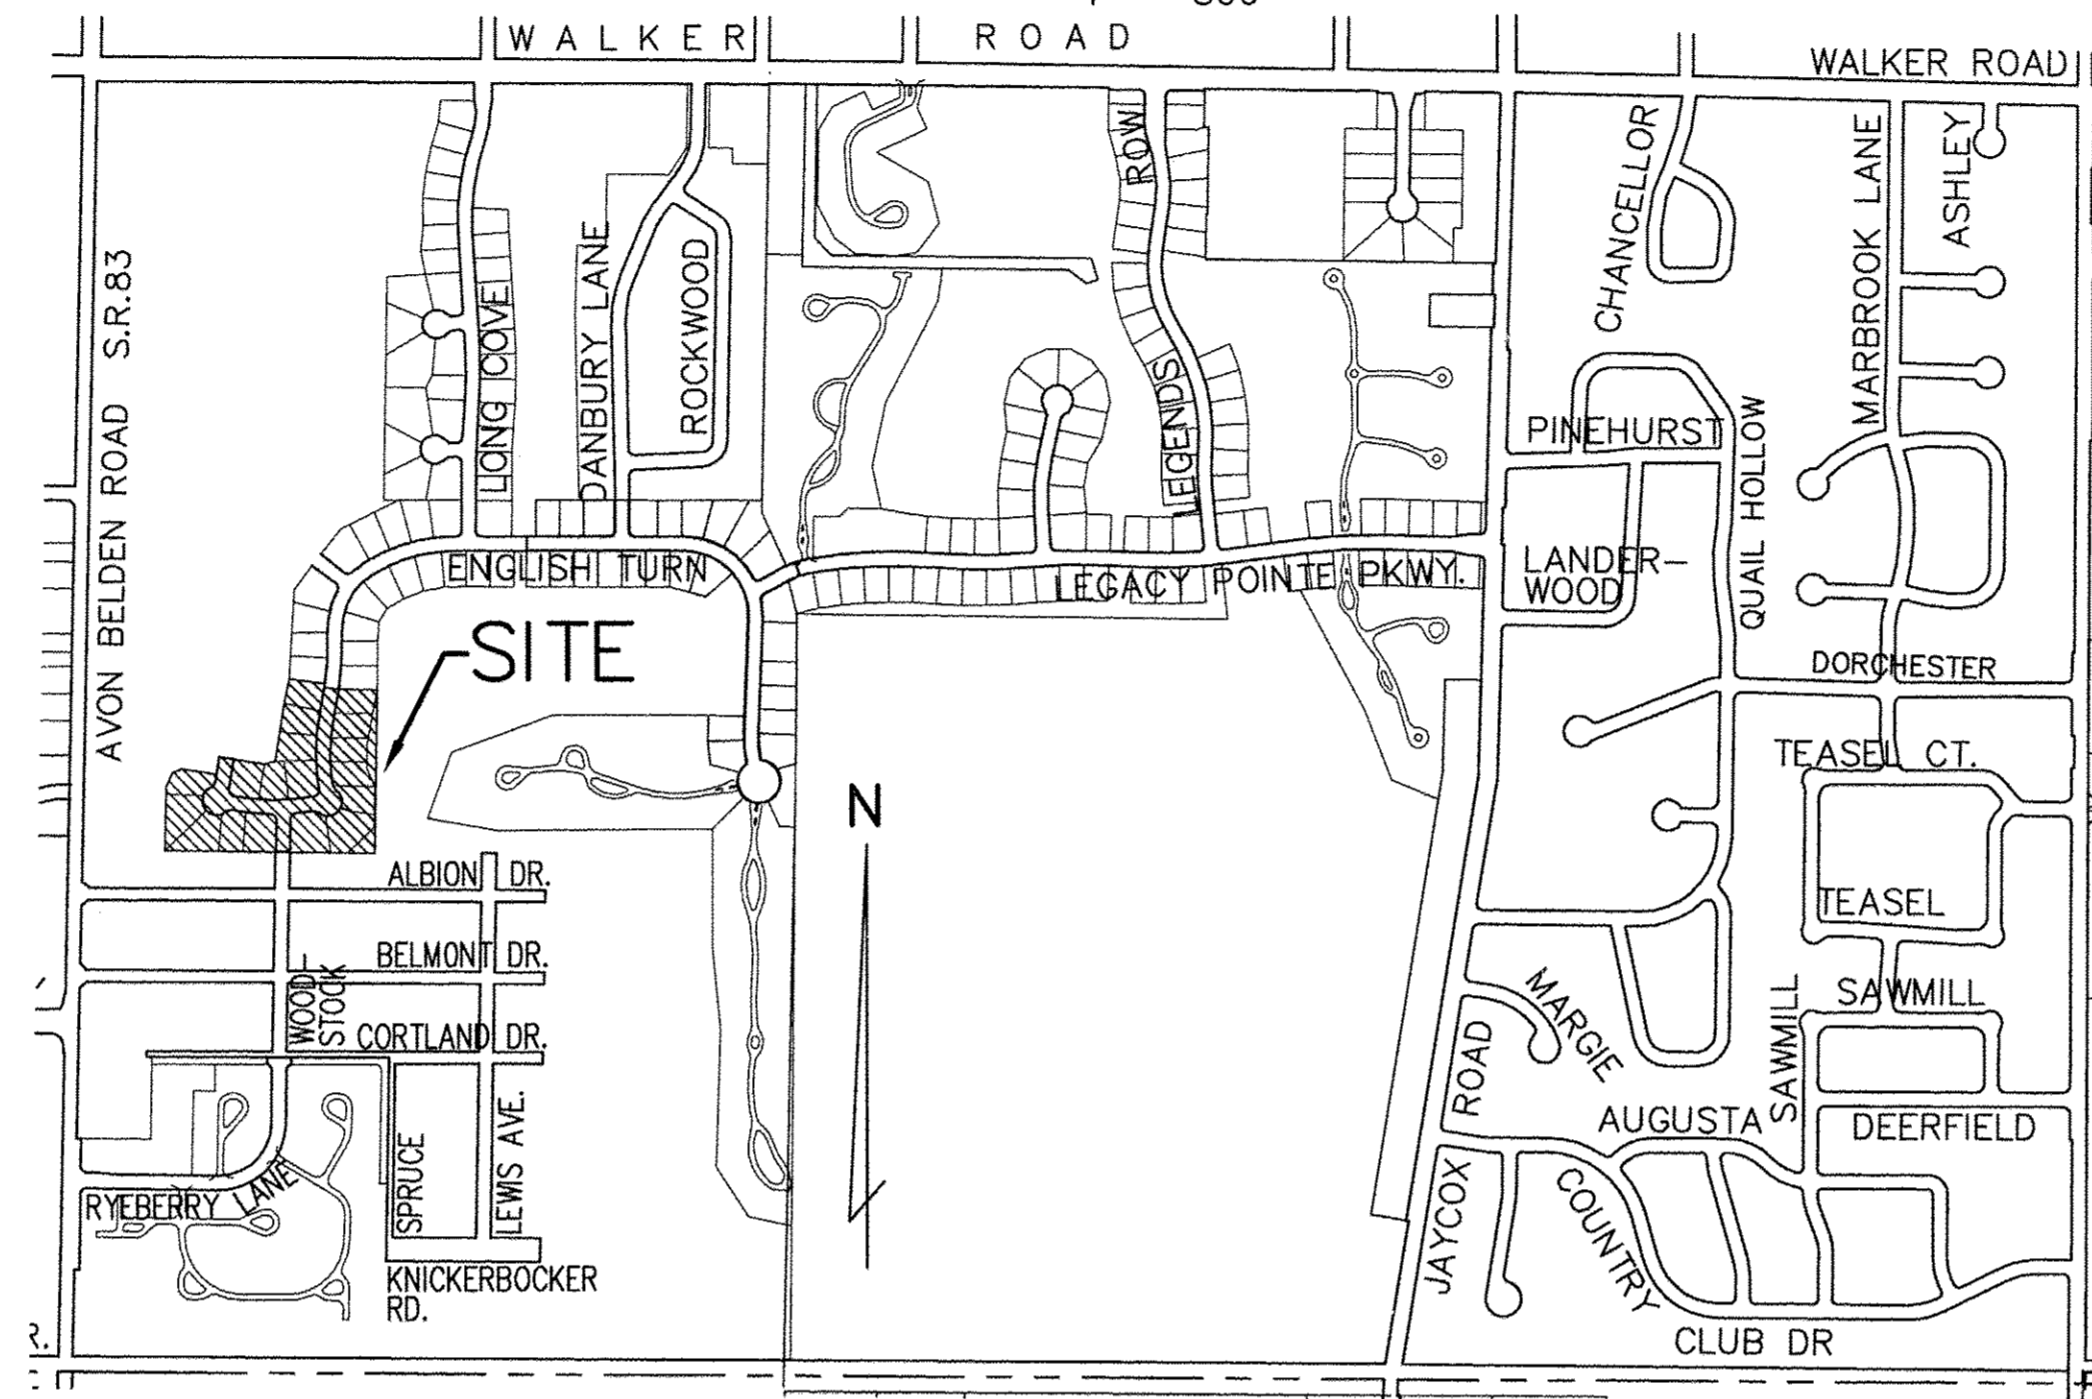 WALKER ROAD
WALKER ROAD
AVON BELDEN ROAD S.R.83
LONG COVE
DANBURY LANE
ROCKWOOD
ROW
LEGENDS
CHANCELLOR
MARBROOK LANE
ASHLEY
PINEHURST
QUAIL HOLLOW
ENGLISH TURN
LEGACY POINTE PKWY.
LANDER-
WOOD
SITE
DORCHESTER
TEASEL CT.
N
ALBION DR.
TEASEL
BELMONT DR.
WOOD-
STOCK
CORTLAND DR.
MARGIE
SAWMILL
SAWMILL
ROAD
JAYCOX
AUGUSTA
DEERFIELD
SPRUCE
LEWIS AVE.
RYEBERRY LANE
COUNTRY
CLUB DR
KNICKERBOCKER
RD.